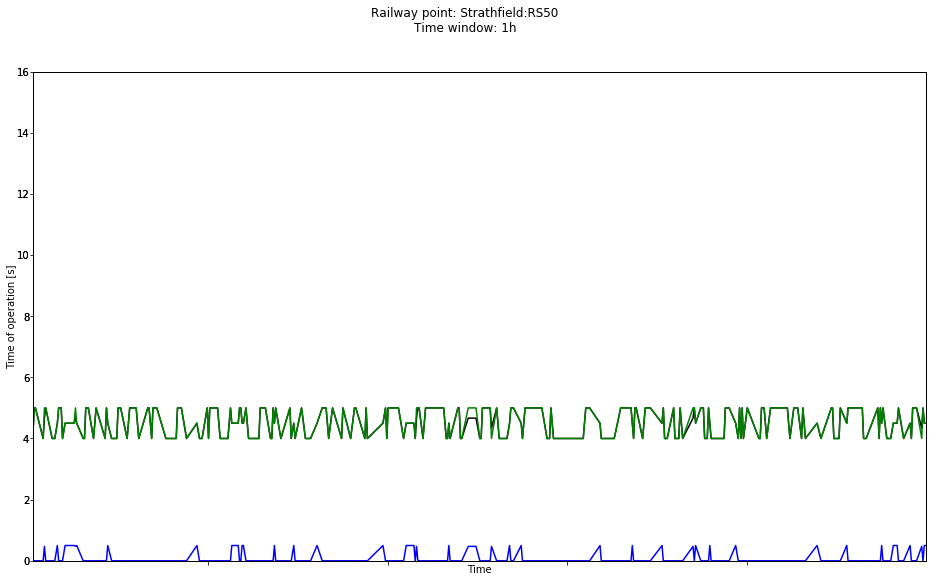 Railway point: Strathfield:RS50
Time window: 1h
16
14
12
10
8
6
4
2
0
Time of operation [s]
Time